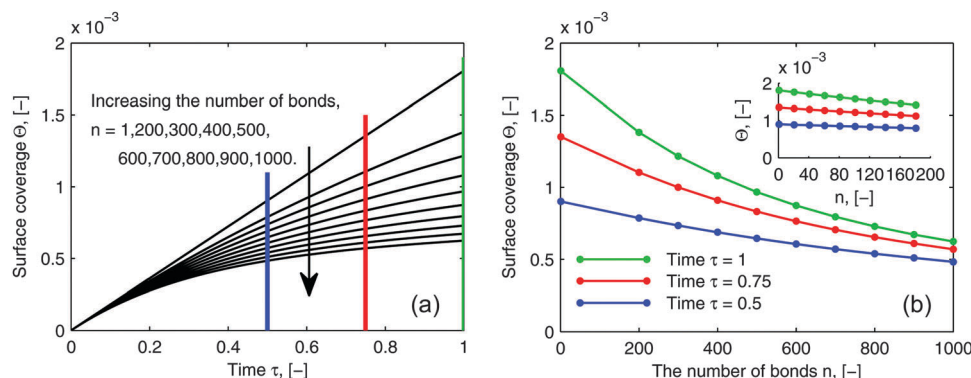 x 10⁻³
2
1.5
1
0.5
0
Surface coverage Θ, [–]
Increasing the number of bonds,
n = 1,200,300,400,500,
600,700,800,900,1000.
(a)
0 0.2 0.4 0.6 0.8 1
Time τ, [–]
x 10⁻³
2
1.5
1
0.5
0
Surface coverage Θ, [–]
x 10⁻³
2
1
0
Θ, [–]
0 40 80 120 160 200
n, [–]
Time τ = 1
Time τ = 0.75
Time τ = 0.5
(b)
0 200 400 600 800 1000
The number of bonds n, [–]